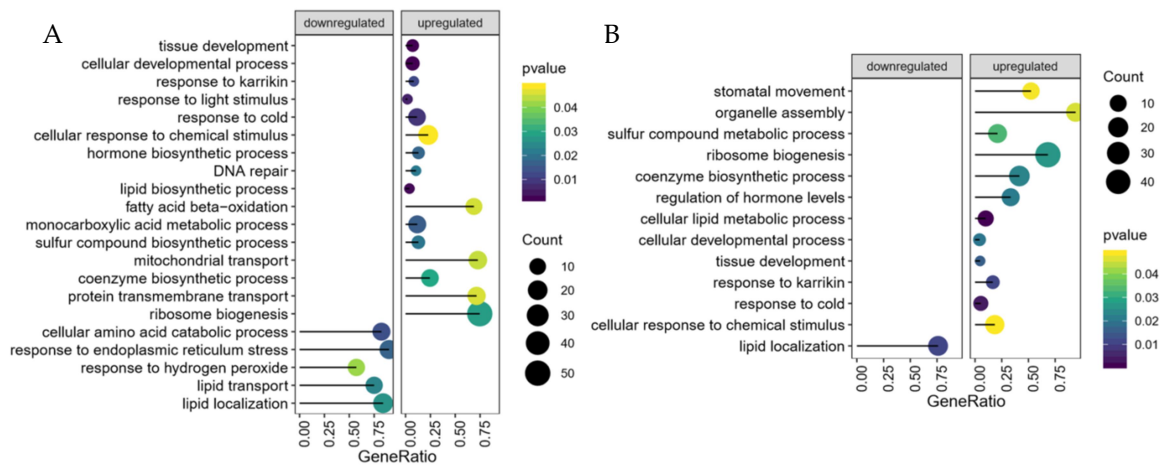 A
downregulated
upregulated
tissue development
cellular developmental process
response to karrikin
response to light stimulus
response to cold
cellular response to chemical stimulus
hormone biosynthetic process
DNA repair
lipid biosynthetic process
fatty acid beta−oxidation
monocarboxylic acid metabolic process
sulfur compound biosynthetic process
mitochondrial transport
coenzyme biosynthetic process
protein transmembrane transport
ribosome biogenesis
cellular amino acid catabolic process
response to endoplasmic reticulum stress
response to hydrogen peroxide
lipid transport
lipid localization
0.00 0.25 0.50 0.75 0.00 0.25 0.50 0.75
GeneRatio
pvalue
0.04
0.03
0.02
0.01
Count
10
20
30
40
50
B
downregulated
upregulated
stomatal movement
organelle assembly
sulfur compound metabolic process
ribosome biogenesis
coenzyme biosynthetic process
regulation of hormone levels
cellular lipid metabolic process
cellular developmental process
tissue development
response to karrikin
response to cold
cellular response to chemical stimulus
lipid localization
0.00 0.25 0.50 0.75 0.00 0.25 0.50 0.75
GeneRatio
Count
10
20
30
40
pvalue
0.04
0.03
0.02
0.01